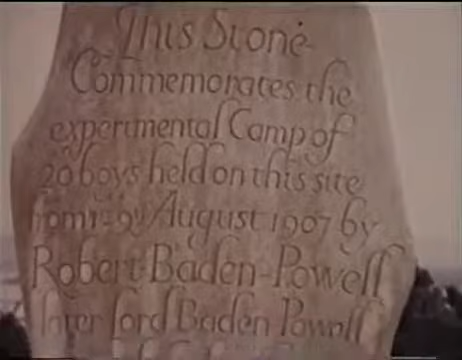 This Stone
Commemorates the
experimental Camp of
20 boys held on this site
from 1st-9th August 1907 by
Robert Baden-Powell
later Lord Baden Powell